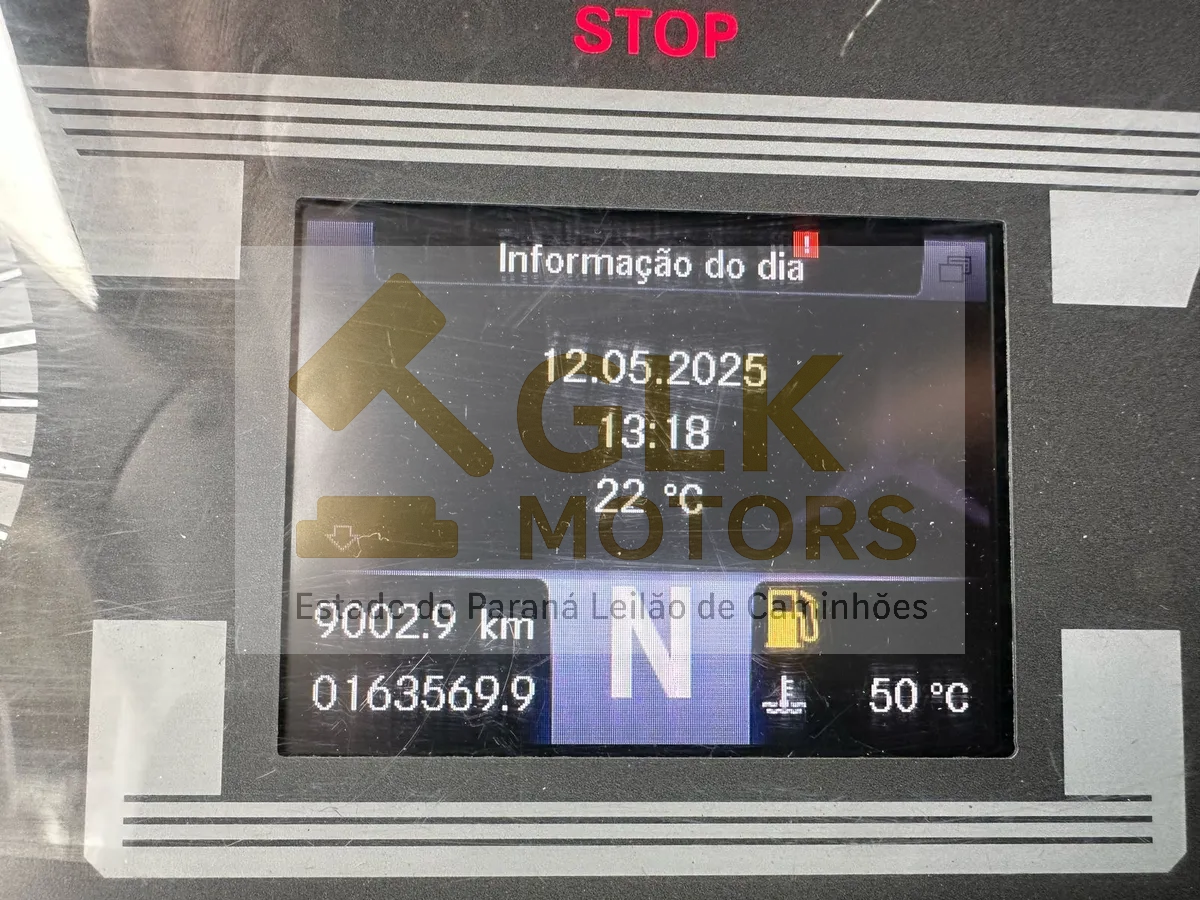 STOP
Informação do dia
!
12.05.2025
13:18
22 °C
GLK
MOTORS
Estado do Paraná Leilão de Caminhões
9002.9 km
N
0163569.9
50 °C